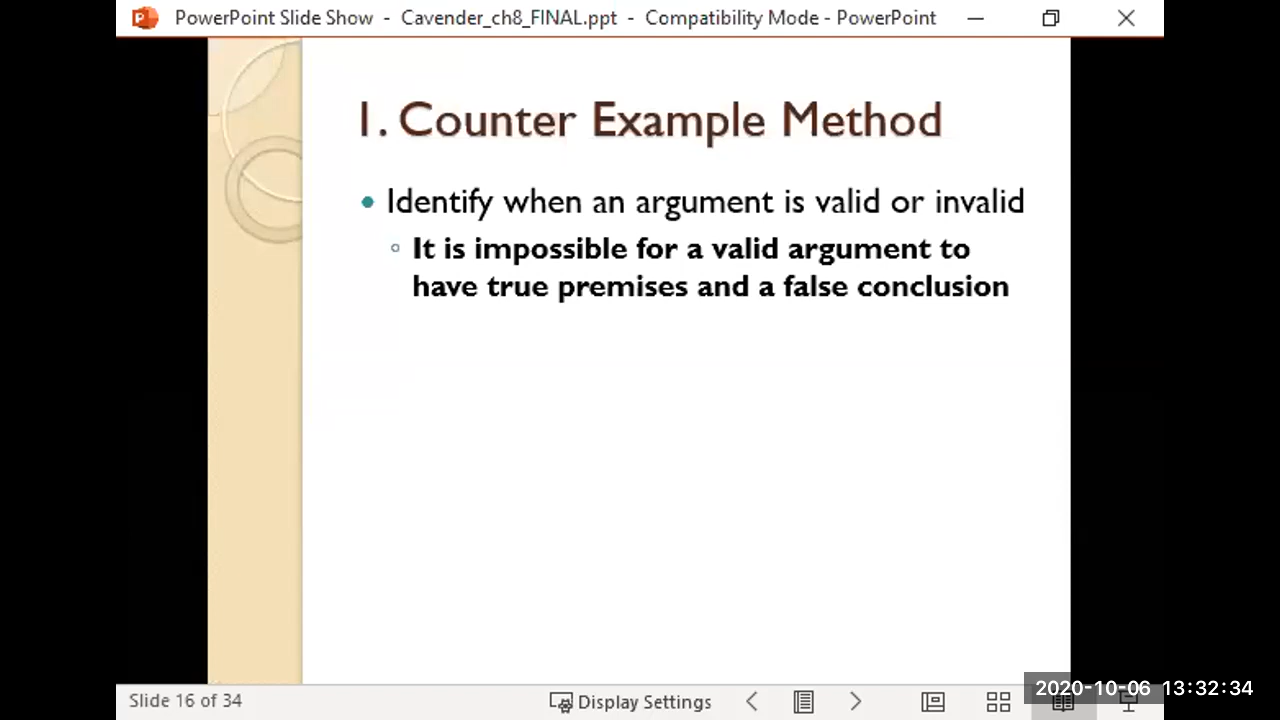 PowerPoint Slide Show - Cavender_ch8_FINAL.ppt - Compatibility Mode - PowerPoint
1. Counter Example Method
Identify when an argument is valid or invalid
It is impossible for a valid argument to
have true premises and a false conclusion
Slide 16 of 34
Display Settings
2020-10-06 13:32:34